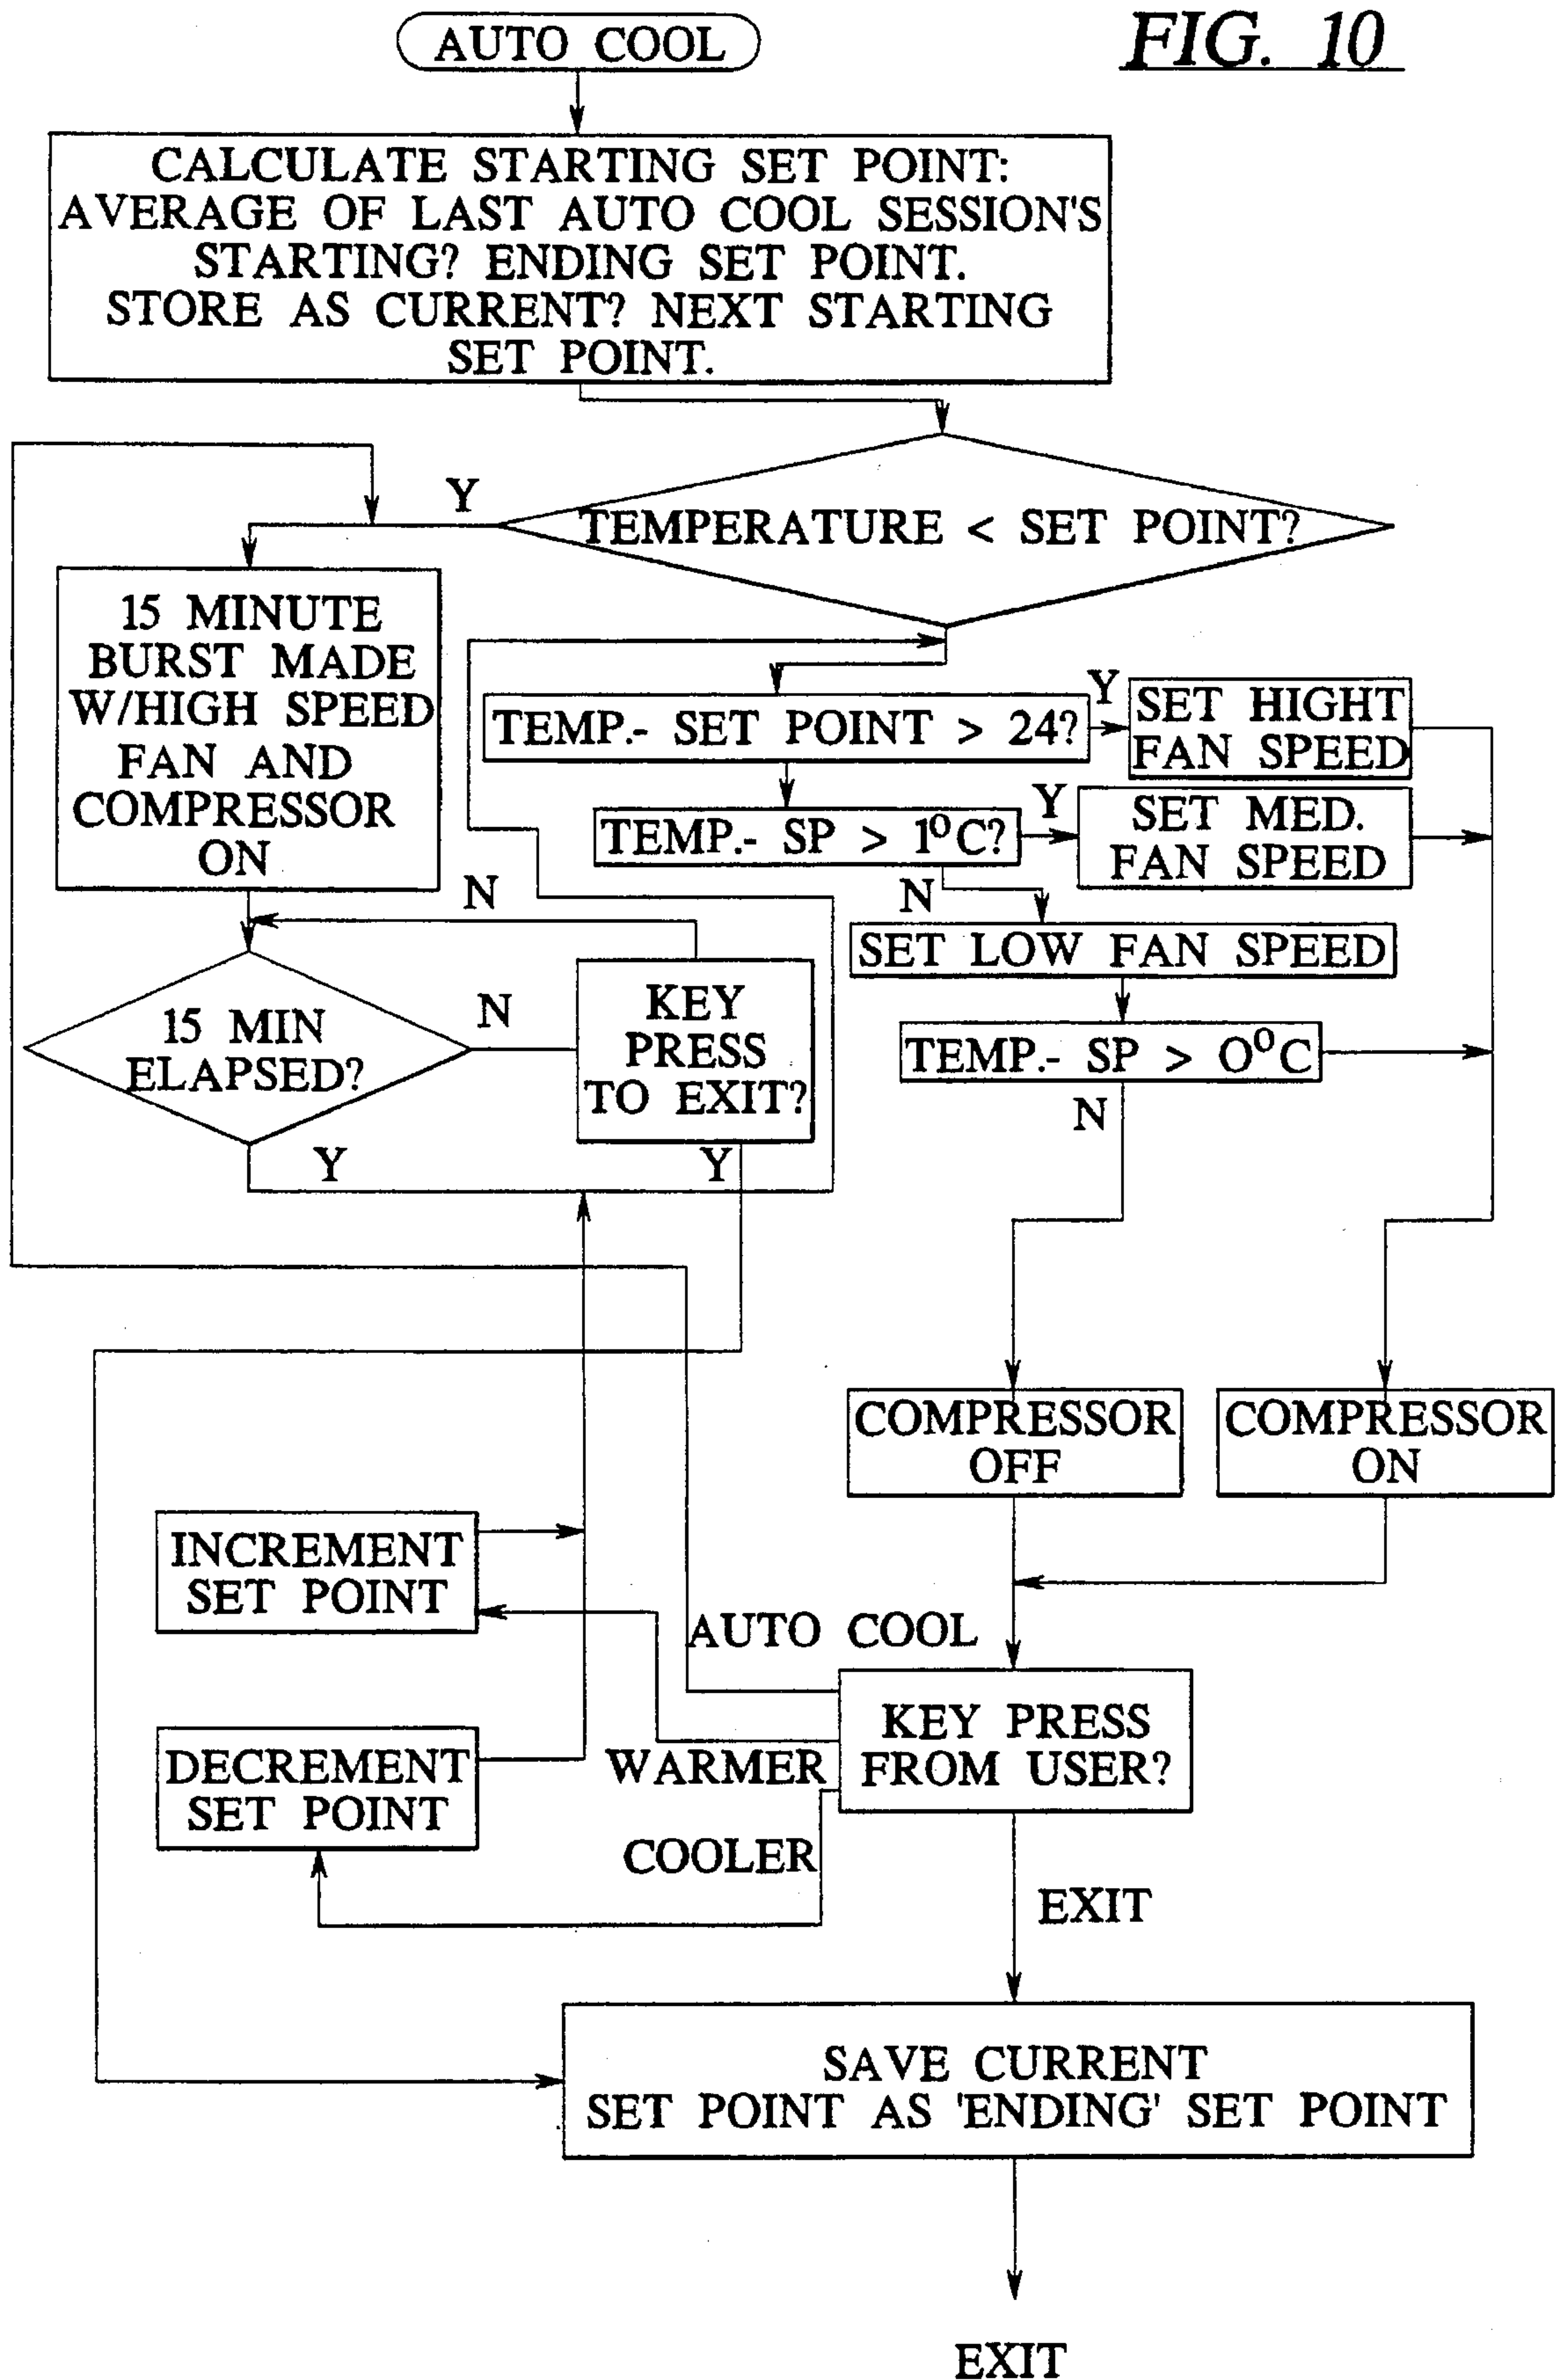 FIG. 10
AUTO COOL
CALCULATE STARTING SET POINT:
AVERAGE OF LAST AUTO COOL SESSION'S
STARTING? ENDING SET POINT.
STORE AS CURRENT? NEXT STARTING
SET POINT.
Y
TEMPERATURE < SET POINT?
15 MINUTE
BURST MADE
W/HIGH SPEED
FAN AND
COMPRESSOR
ON
TEMP.- SET POINT > 24?
Y
SET HIGHT
FAN SPEED
TEMP.- SP > 1°C?
Y
SET MED.
FAN SPEED
N
N
SET LOW FAN SPEED
15 MIN
ELAPSED?
N
KEY
PRESS
TO EXIT?
TEMP.- SP > 0°C
N
Y
Y
COMPRESSOR
OFF
COMPRESSOR
ON
INCREMENT
SET POINT
AUTO COOL
KEY PRESS
FROM USER?
WARMER
DECREMENT
SET POINT
COOLER
EXIT
SAVE CURRENT
SET POINT AS 'ENDING' SET POINT
EXIT